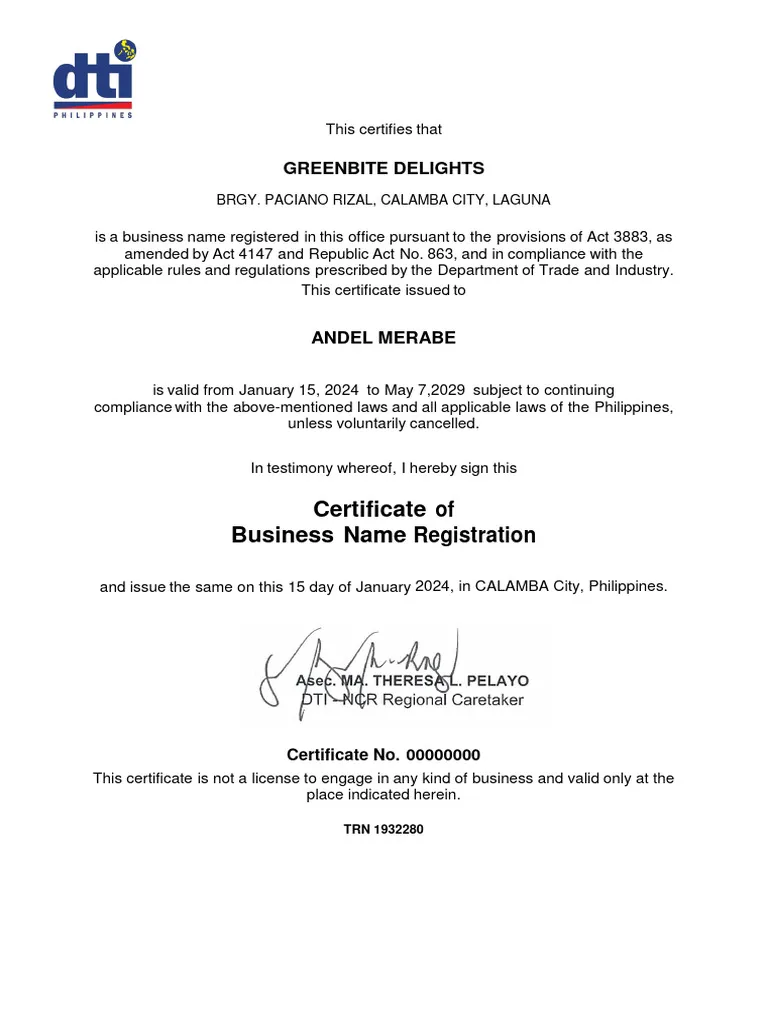 dti
PHILIPPINES
This certifies that
GREENBITE DELIGHTS
BRGY. PACIANO RIZAL, CALAMBA CITY, LAGUNA
is a business name registered in this office pursuant to the provisions of Act 3883, as
amended by Act 4147 and Republic Act No. 863, and in compliance with the
applicable rules and regulations prescribed by the Department of Trade and Industry.
This certificate issued to
ANDEL MERABE
is valid from January 15, 2024 to May 7,2029 subject to continuing
compliance with the above-mentioned laws and all applicable laws of the Philippines,
unless voluntarily cancelled.
In testimony whereof, I hereby sign this
Certificate of
Business Name Registration
and issue the same on this 15 day of January 2024, in CALAMBA City, Philippines.
Asec. MA. THERESA L. PELAYO
DTI - NCR Regional Caretaker
Certificate No. 00000000
This certificate is not a license to engage in any kind of business and valid only at the
place indicated herein.
TRN 1932280